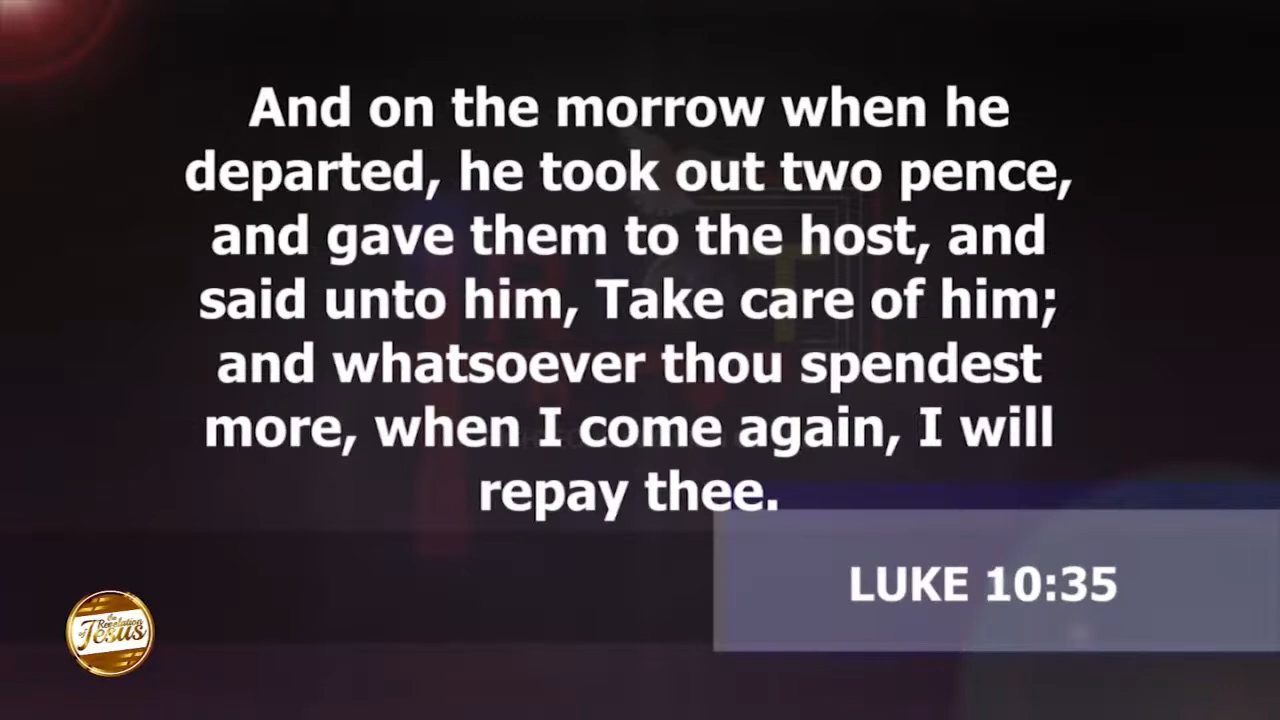 And on the morrow when he
departed, he took out two pence,
and gave them to the host, and
said unto him, Take care of him;
and whatsoever thou spendest
more, when I come again, I will
repay thee.
LUKE 10:35
the
Revelation
of Jesus